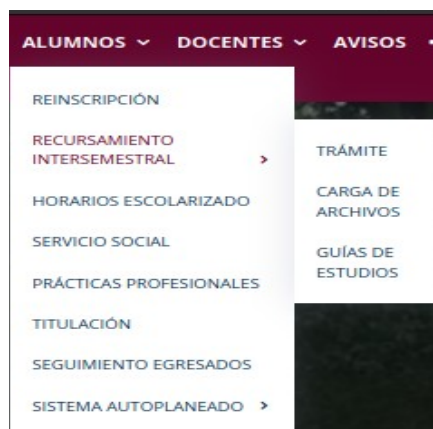 ALUMNOS DOCENTES AVISOS
REINSCRIPCIÓN
RECURSAMIENTO
INTERSEMESTRAL
HORARIOS ESCOLARIZADO
SERVICIO SOCIAL
PRÁCTICAS PROFESIONALES
TITULACIÓN
SEGUIMIENTO EGRESADOS
SISTEMA AUTOPLANEADO
TRÁMITE
CARGA DE
ARCHIVOS
GUÍAS DE
ESTUDIOS